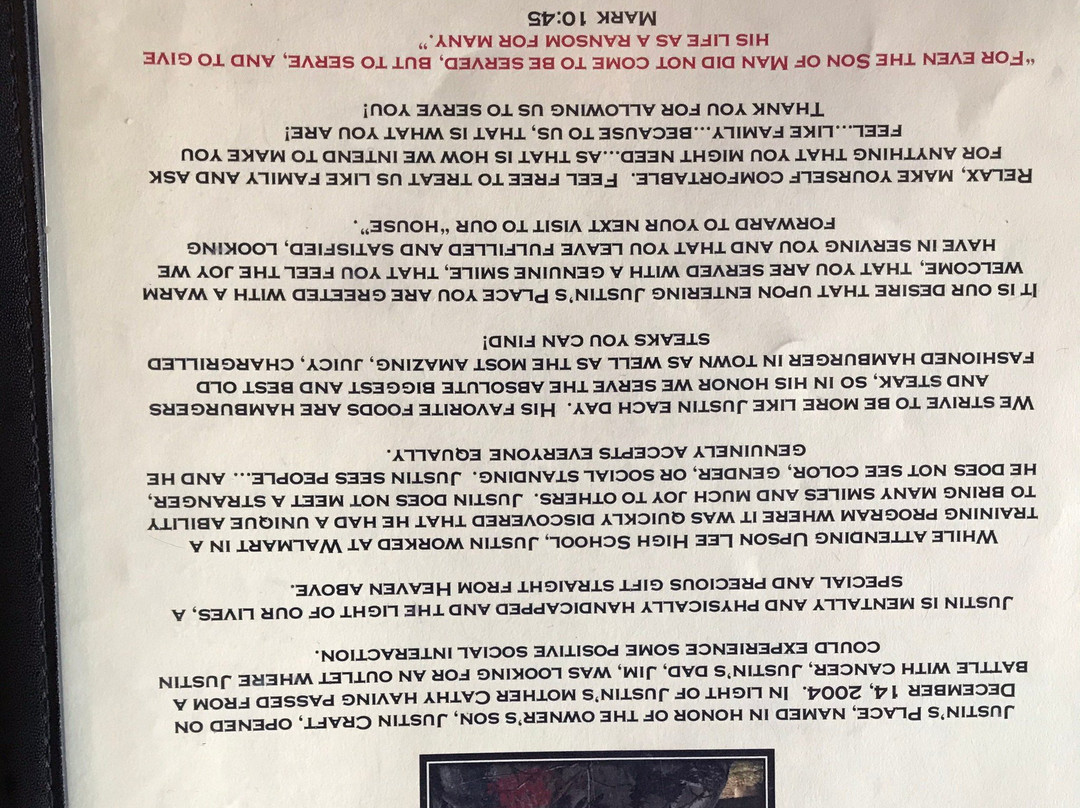 JUSTIN'S PLACE, NAMED IN HONOR OF THE OWNER'S SON, JUSTIN CRAFT, OPENED ON
DECEMBER 14, 2004. IN LIGHT OF JUSTIN'S MOTHER CATHY HAVING PASSED FROM A
BATTLE WITH CANCER, JUSTIN'S DAD, JIM, WAS LOOKING FOR AN OUTLET WHERE JUSTIN
COULD EXPERIENCE SOME POSITIVE SOCIAL INTERACTION.
JUSTIN IS MENTALLY AND PHYSICALLY HANDICAPPED AND THE LIGHT OF OUR LIVES, A
SPECIAL AND PRECIOUS GIFT STRAIGHT FROM HEAVEN ABOVE.
WHILE ATTENDING UPSON LEE HIGH SCHOOL, JUSTIN WORKED AT WALMART IN A
TRAINING PROGRAM WHERE IT WAS QUICKLY DISCOVERED THAT HE HAD A UNIQUE ABILITY
TO BRING MANY SMILES AND MUCH JOY TO OTHERS. JUSTIN DOES NOT MEET A STRANGER,
HE DOES NOT SEE COLOR, GENDER, OR SOCIAL STANDING. JUSTIN SEES PEOPLE... AND HE
GENUINELY ACCEPTS EVERYONE EQUALLY.
WE STRIVE TO BE MORE LIKE JUSTIN EACH DAY. HIS FAVORITE FOODS ARE HAMBURGERS
AND STEAK, SO IN HIS HONOR WE SERVE THE ABSOLUTE BIGGEST AND BEST OLD
FASHIONED HAMBURGER IN TOWN AS WELL AS THE MOST AMAZING, JUICY, CHARGRILLED
STEAKS YOU CAN FIND!
IT IS OUR DESIRE THAT UPON ENTERING JUSTIN'S PLACE YOU ARE GREETED WITH A WARM
WELCOME, THAT YOU ARE SERVED WITH A GENUINE SMILE, THAT YOU FEEL THE JOY WE
HAVE IN SERVING YOU AND THAT YOU LEAVE FULFILLED AND SATISFIED, LOOKING
FORWARD TO YOUR NEXT VISIT TO OUR "HOUSE".
RELAX, MAKE YOURSELF COMFORTABLE. FEEL FREE TO TREAT US LIKE FAMILY AND ASK
FOR ANYTHING THAT YOU MIGHT NEED...AS THAT IS HOW WE INTEND TO MAKE YOU
FEEL...LIKE FAMILY...BECAUSE TO US, THAT IS WHAT YOU ARE!
THANK YOU FOR ALLOWING US TO SERVE YOU!
"FOR EVEN THE SON OF MAN DID NOT COME TO BE SERVED, BUT TO SERVE, AND TO GIVE
HIS LIFE AS A RANSOM FOR MANY."
MARK 10:45